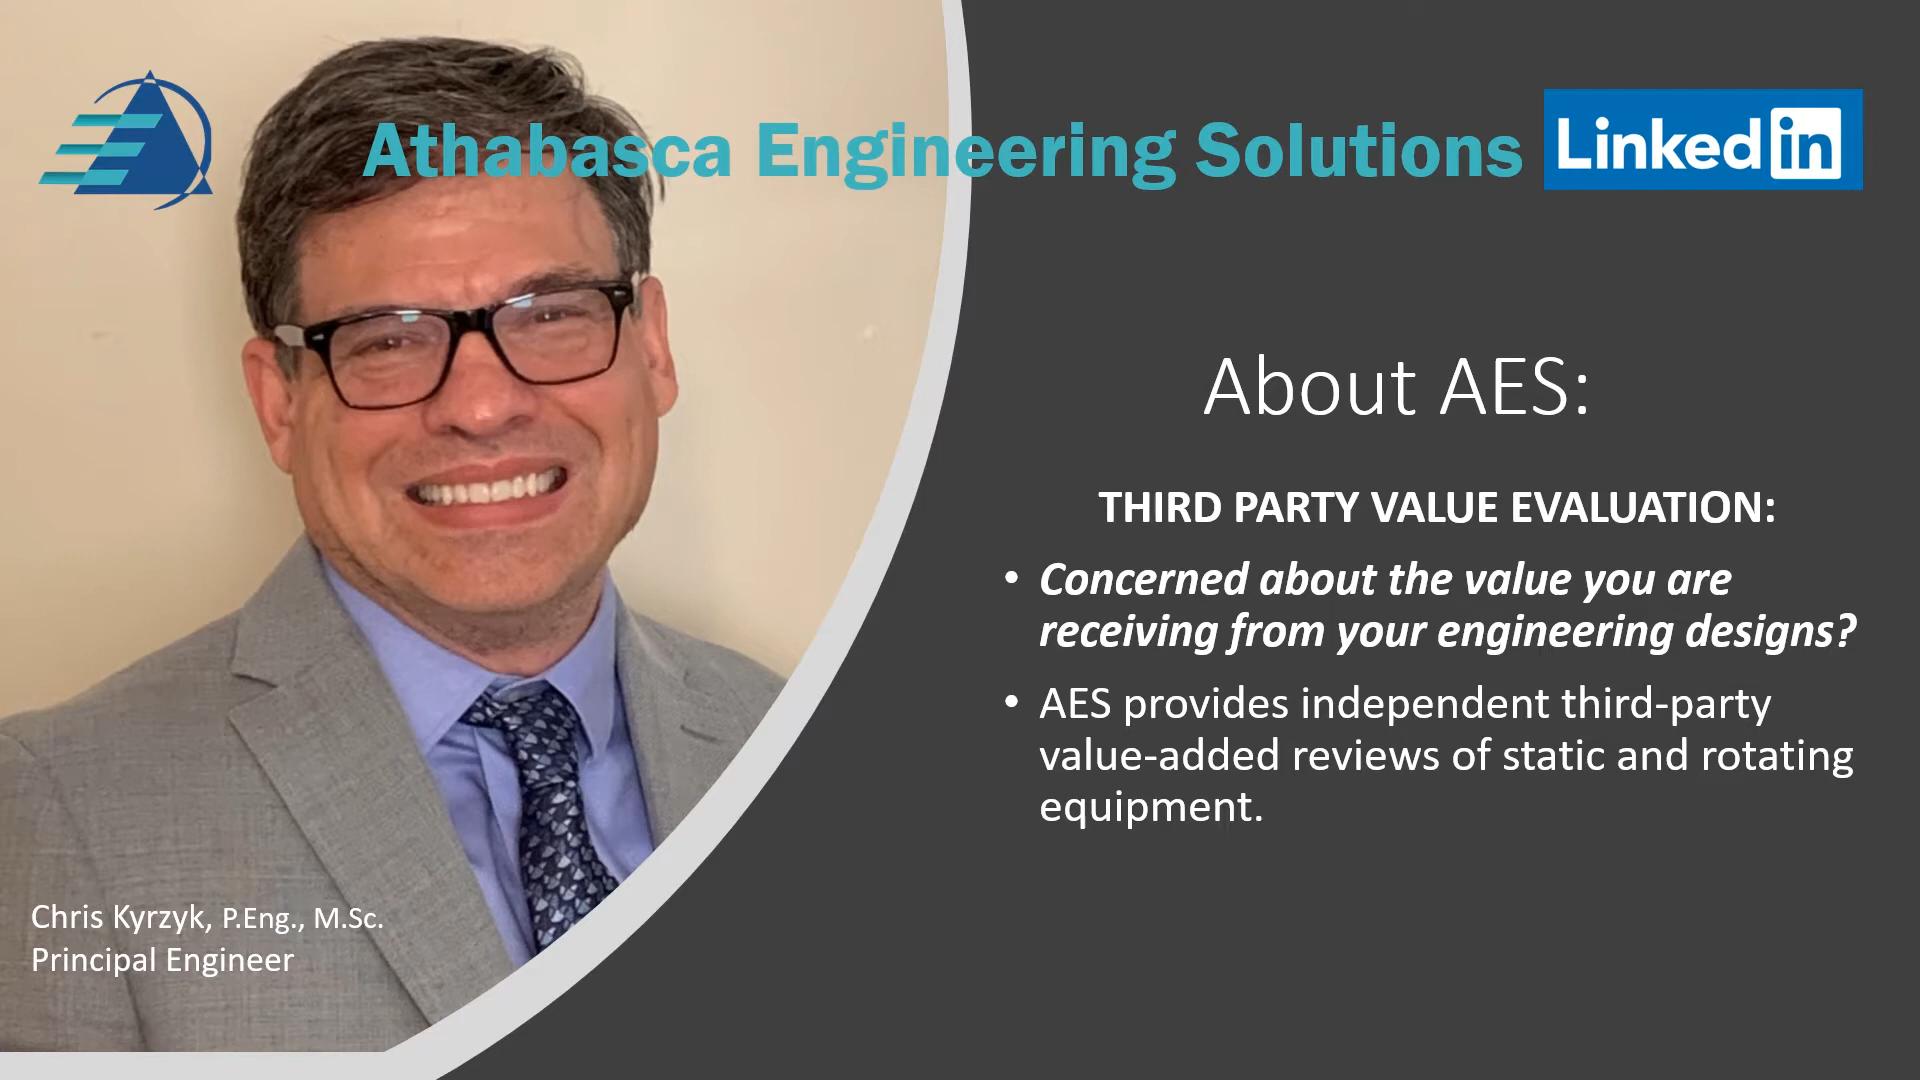 Athabasca Engineering Solutions
Linked in
About AES:
THIRD PARTY VALUE EVALUATION:
• Concerned about the value you are
receiving from your engineering designs?
• AES provides independent third-party
value-added reviews of static and rotating
equipment.
Chris Kyrzyk, P.Eng., M.Sc.
Principal Engineer